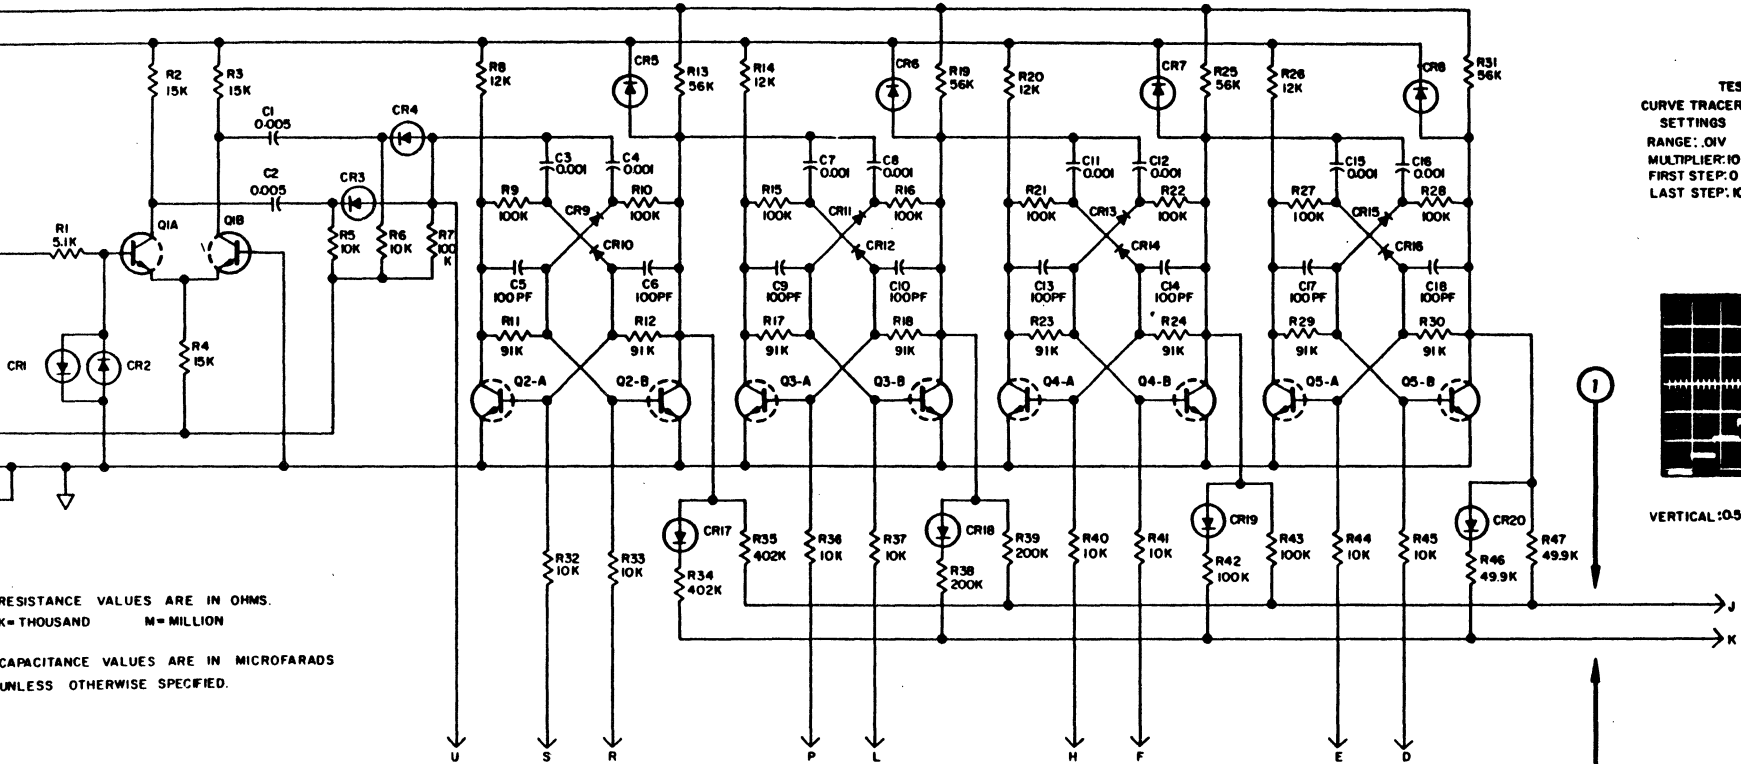 R2
15K
R3
15K
C1
0.005
CR4
C2
0.005
CR3
R1
5.1K
Q1A
Q1B
R5
10K
R6
10K
R7
100
K
R4
15K
CR1
CR2
R8
12K
CR5
R13
56K
C3
0.001
C4
0.001
R9
100K
R10
100K
CR9
CR10
C5
100PF
C6
100PF
R11
91K
R12
91K
Q2-A
Q2-B
R14
12K
CR6
R19
56K
C7
0.001
C8
0.001
R15
100K
R16
100K
CR11
CR12
C9
100PF
C10
100PF
R17
91K
R18
91K
Q3-A
Q3-B
R20
12K
CR7
R25
56K
C11
0.001
C12
0.001
R21
100K
R22
100K
CR13
CR14
C13
100PF
C14
100PF
R23
91K
R24
91K
Q4-A
Q4-B
R26
12K
CR8
R31
56K
C15
0.001
C16
0.001
R27
100K
R28
100K
CR15
CR16
C17
100PF
C18
100PF
R29
91K
R30
91K
Q5-A
Q5-B
R32
10K
R33
10K
CR17
R34
402K
R35
402K
R36
10K
R37
10K
CR18
R38
200K
R39
200K
R40
10K
R41
10K
CR19
R42
100K
R43
100K
R44
10K
R45
10K
CR20
R46
49.9K
R47
49.9K
1
TES
CURVE TRACER
SETTINGS
RANGE: .01V
MULTIPLIER:10
FIRST STEP: 0
LAST STEP: 10
VERTICAL: 0.5
J
K
RESISTANCE VALUES ARE IN OHMS.
K= THOUSAND M= MILLION
CAPACITANCE VALUES ARE IN MICROFARADS
UNLESS OTHERWISE SPECIFIED.
U
S
R
P
L
H
F
E
D